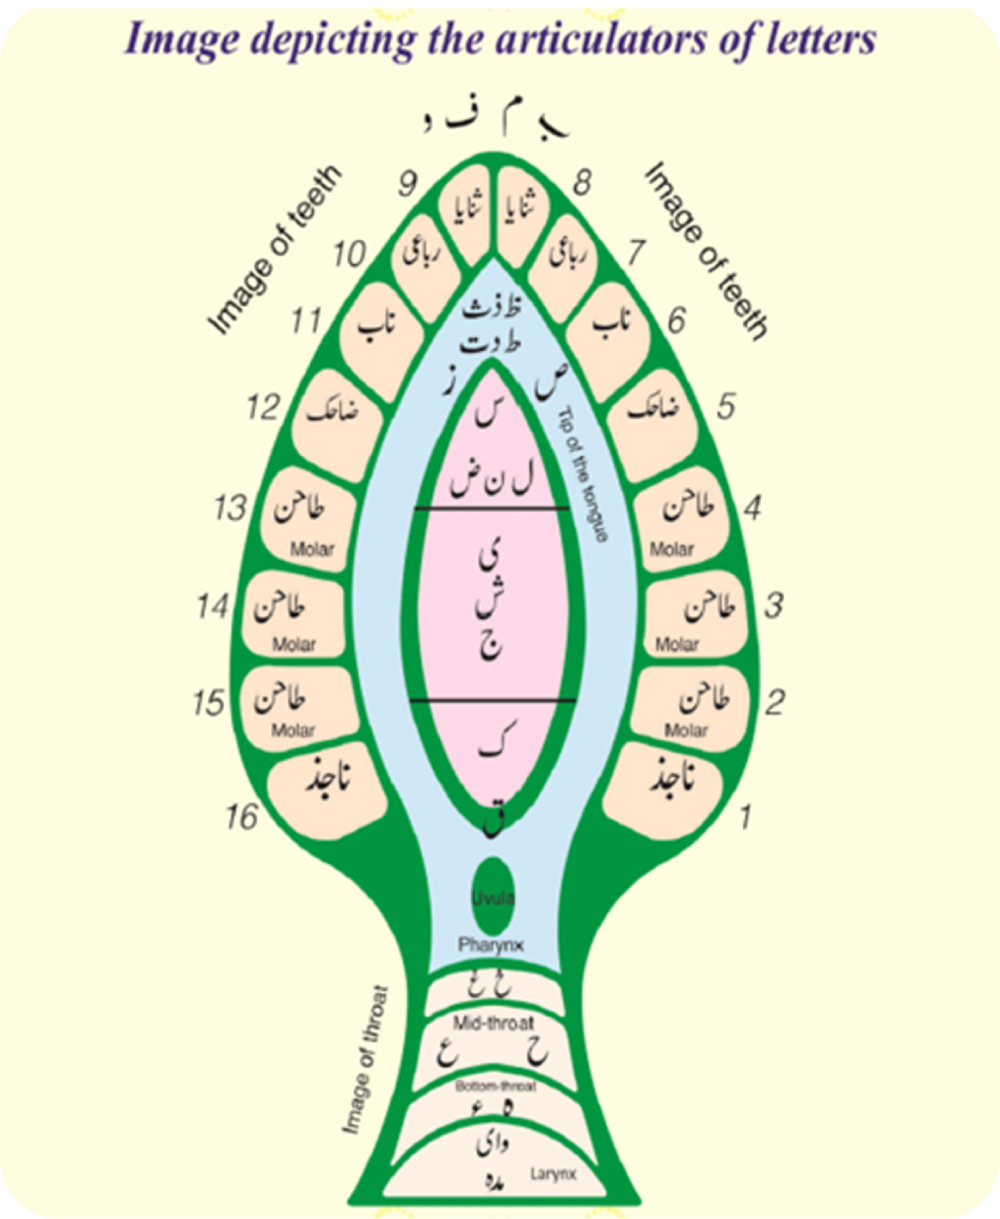 Image depicting the articulators of letters
ب م ف و
Image of teeth
Image of teeth
9
ثنایا
ثنایا
8
10
رباعی
رباعی
7
11
ناب
ناب
6
12
ضاحک
ضاحک
5
13
طاحن
Molar
طاحن
Molar
4
14
طاحن
Molar
طاحن
Molar
3
15
طاحن
Molar
طاحن
Molar
2
16
ناجذ
ناجذ
1
ظ ذ ث
ط د ت
ص
ز
Tip of the tongue
س
ل ن ض
ی
ش
ج
ک
ق
Uvula
Pharynx
خ غ
Mid-throat
ح ع
Bottom-throat
ہ ء
وای
مدہ
Larynx
Image of throat